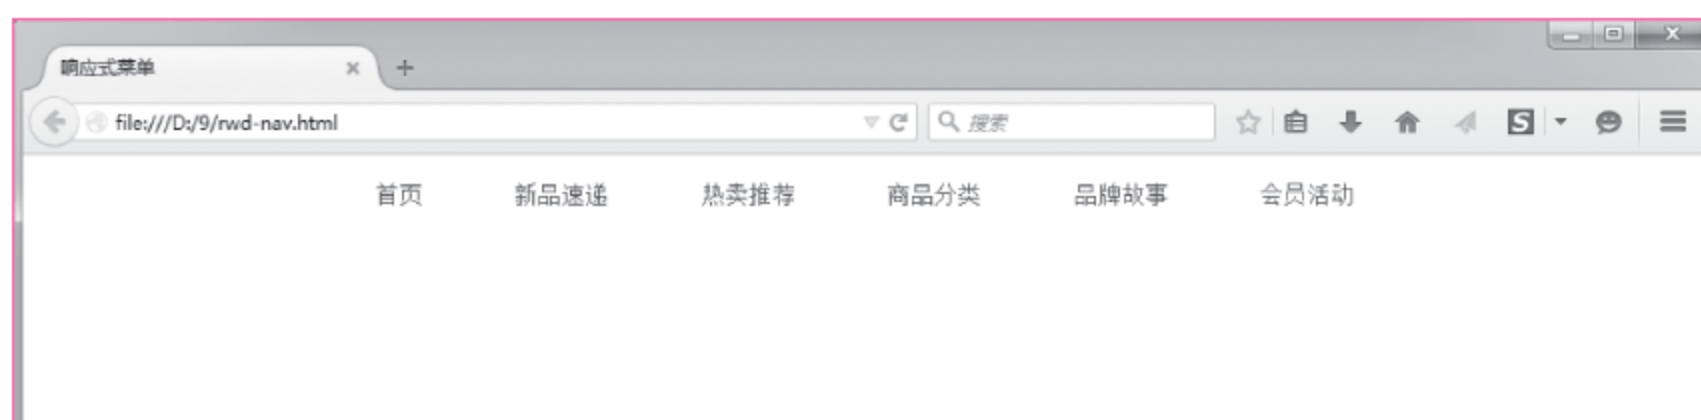 响应式菜单
file:///D:/9/rwd-nav.html 搜索
首页 新品速递 热卖推荐 商品分类 品牌故事 会员活动